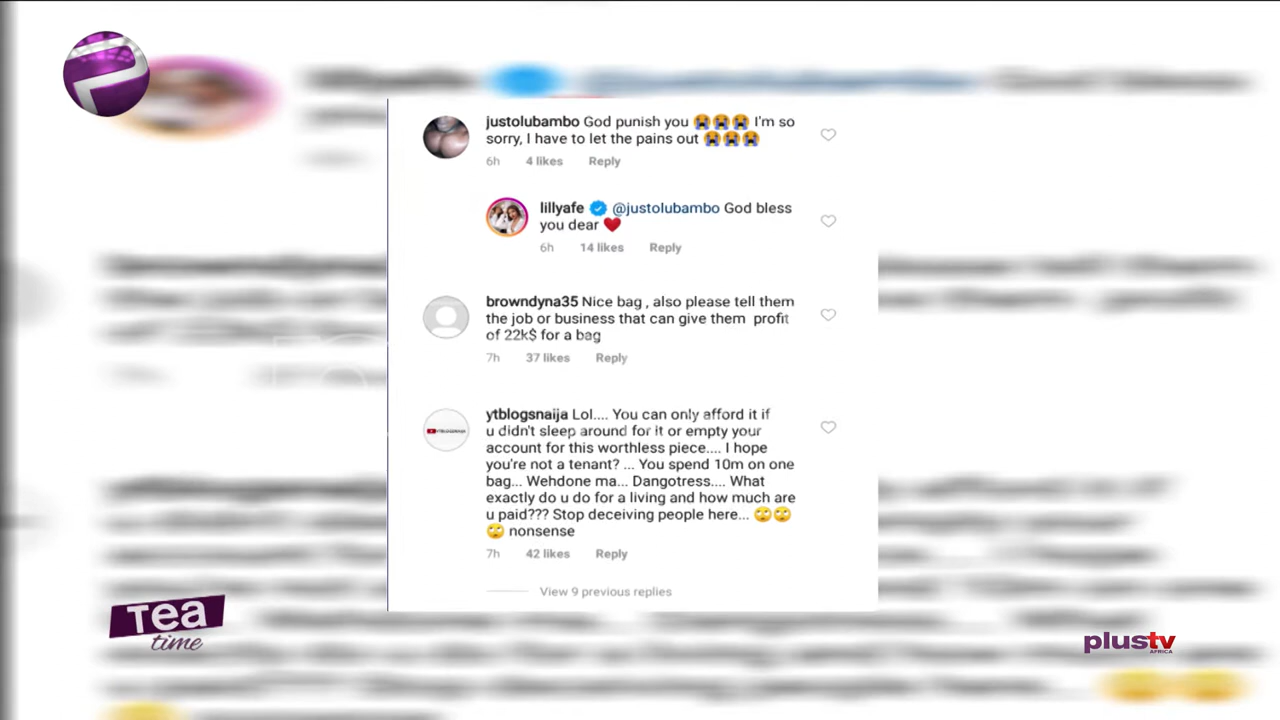 justolubambo God punish you 😭😭😭 I'm so
sorry, I have to let the pains out 😭😭😭
6h 4 likes Reply
lillyafe @justolubambo God bless
you dear ❤️
6h 14 likes Reply
browndyna35 Nice bag , also please tell them
the job or business that can give them profit
of 22k$ for a bag
7h 37 likes Reply
ytblogsnaija Lol.... You can only afford it if
u didn't sleep around for it or empty your
account for this worthless piece.... I hope
you're not a tenant? ... You spend 10m on one
bag... Wehdone ma... Dangotress.... What
exactly do u do for a living and how much are
u paid??? Stop deceiving people here... 🙄🙄
🙄 nonsense
7h 42 likes Reply
View 9 previous replies
Tea
time
plustv
AFRICA